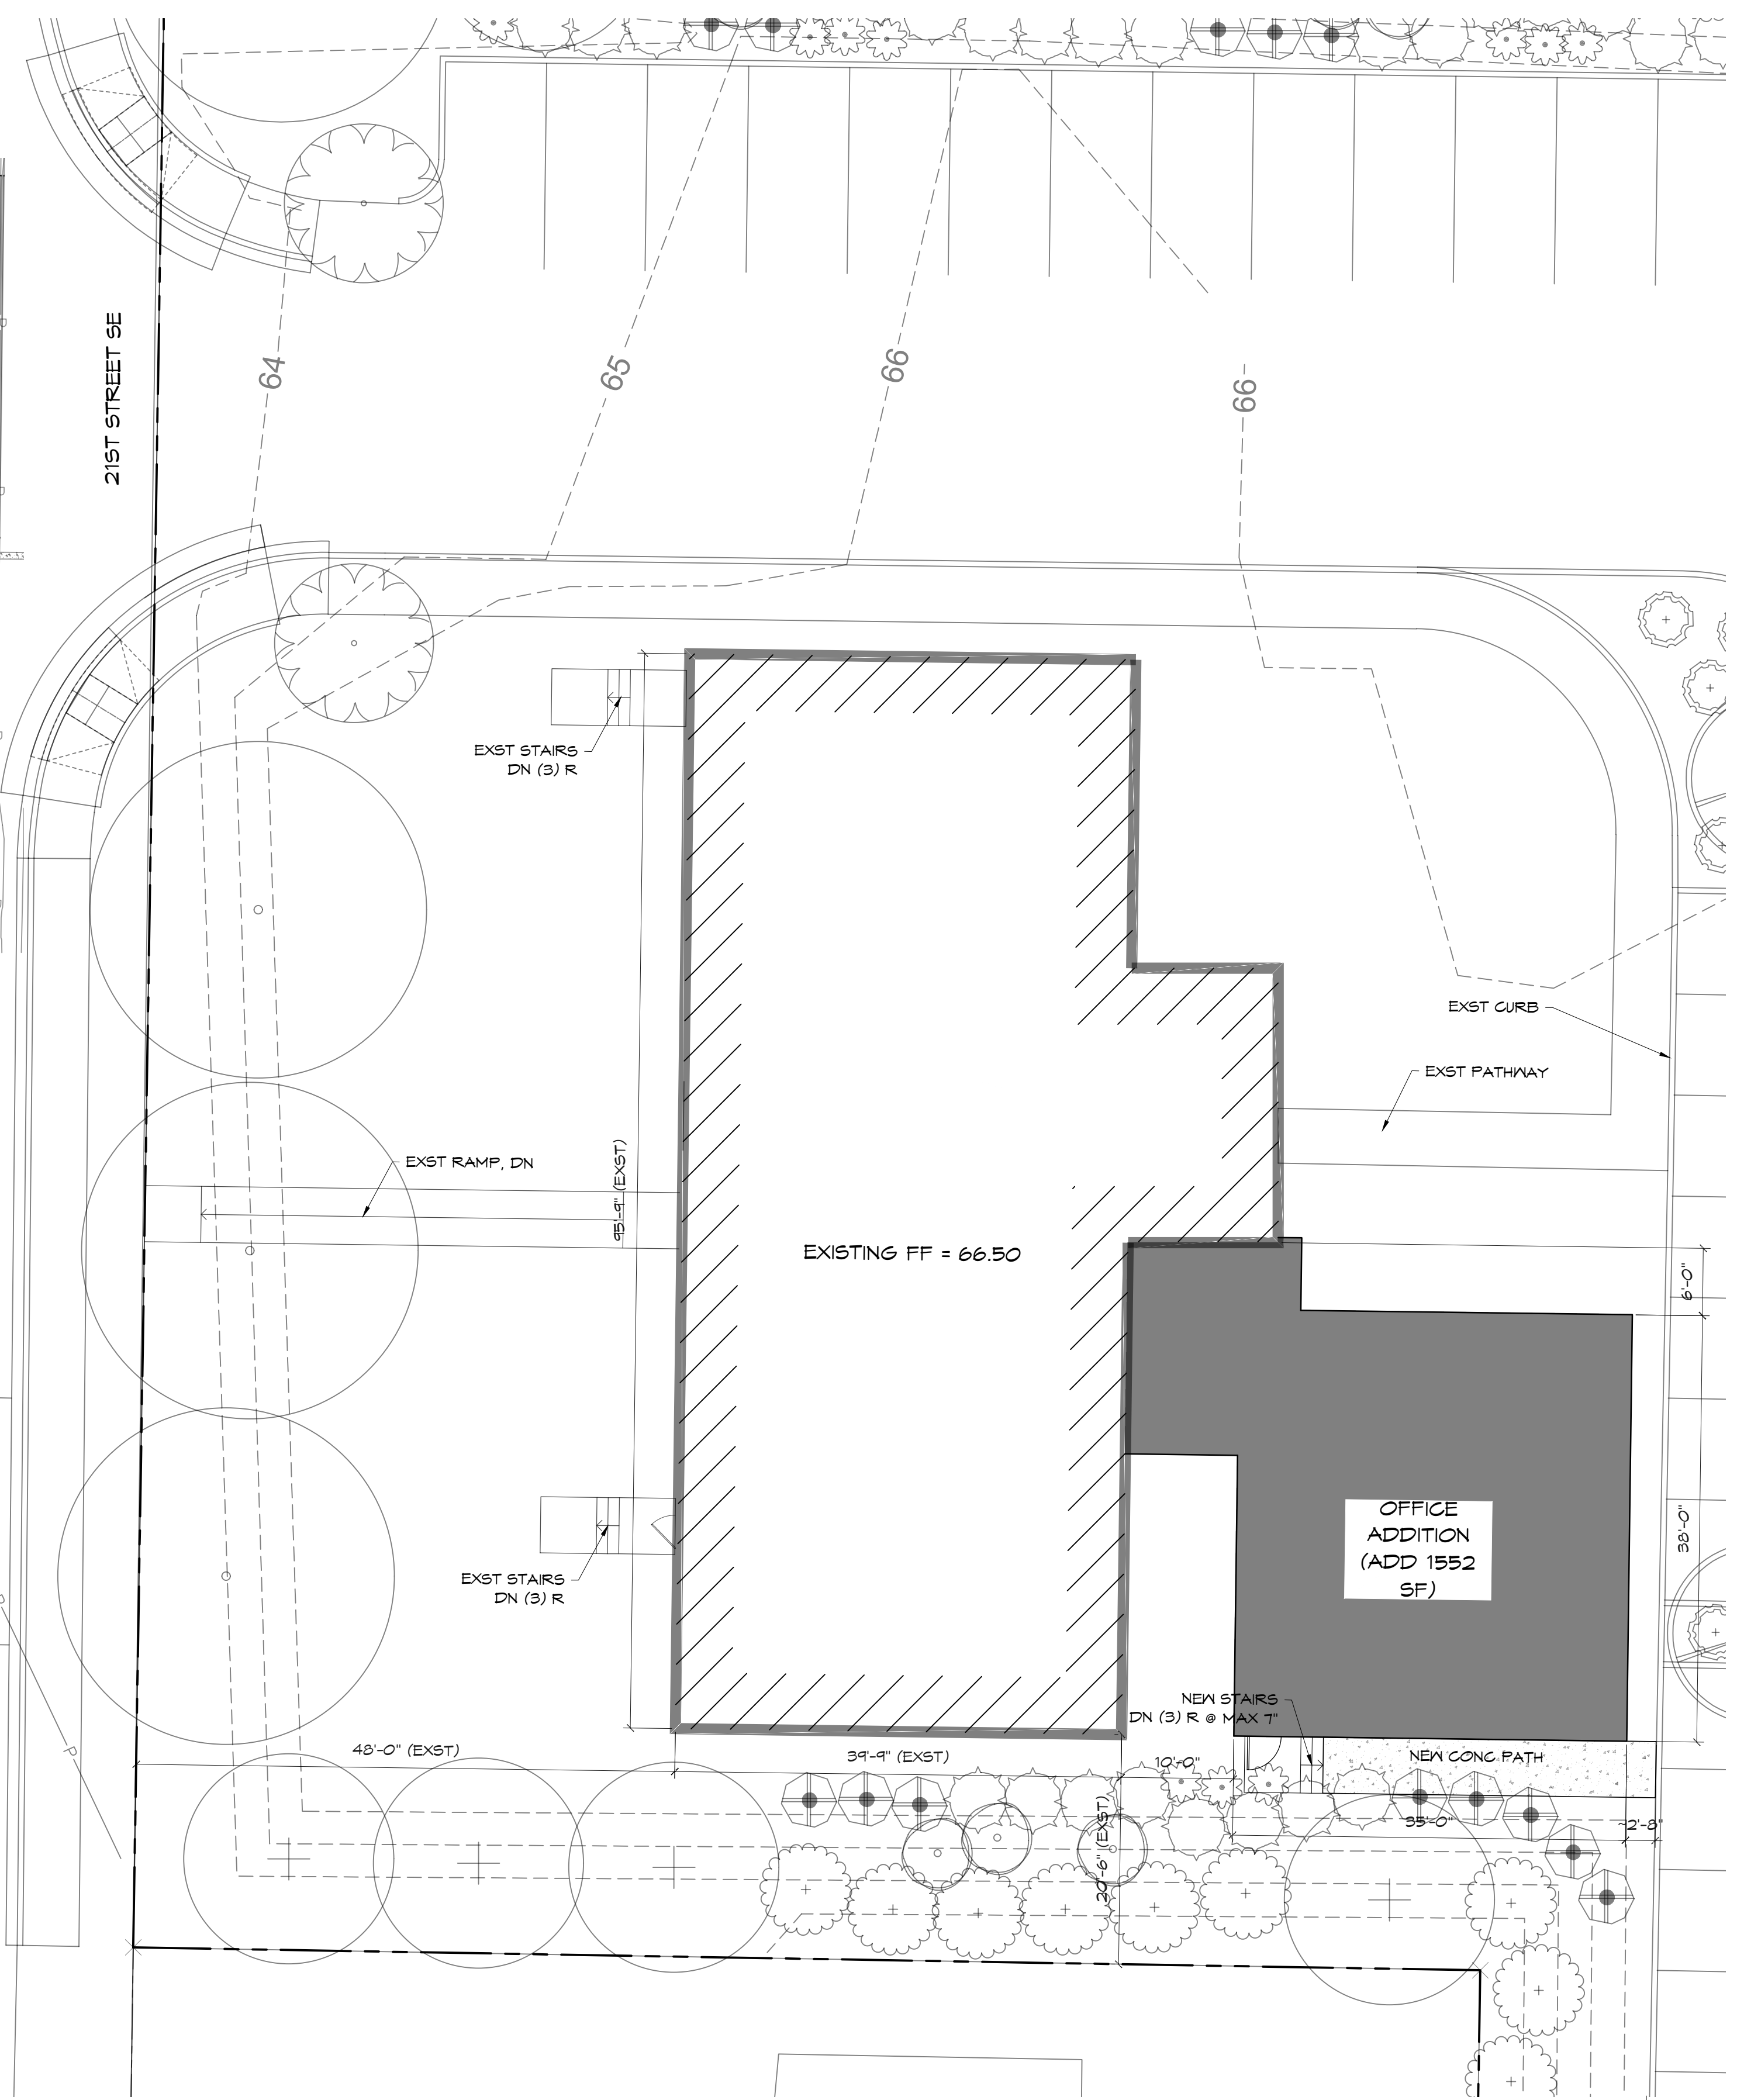 21ST STREET SE
64
65
66
66
EXST STAIRS
DN (3) R
EXST CURB
EXST PATHWAY
EXST RAMP, DN
95'-9" (EXST)
EXISTING FF = 66.50
6'-0"
OFFICE
ADDITION
(ADD 1552
SF)
38'-0"
EXST STAIRS
DN (3) R
NEW STAIRS
DN (3) R @ MAX 7"
48'-0" (EXST)
39'-9" (EXST)
10'-0"
NEW CONC PATH
20'-6" (EXST)
35'-0"
~2'-8"
P